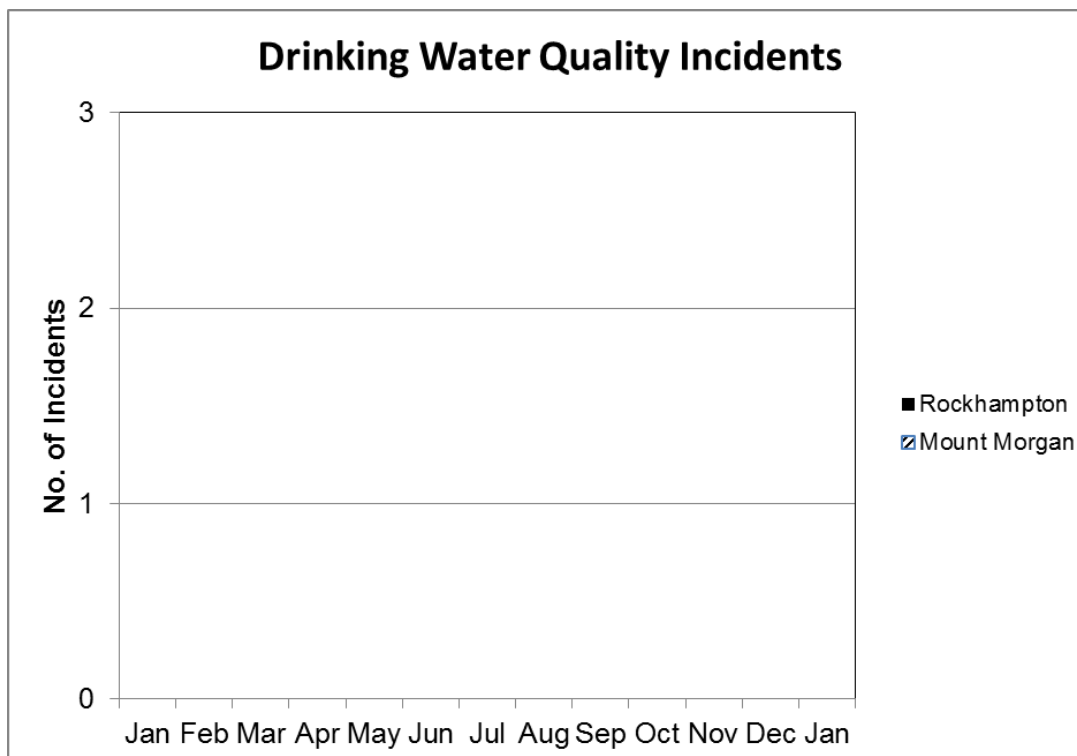 Drinking Water Quality Incidents
3
2
1
0
No. of Incidents
Jan Feb Mar Apr May Jun Jul Aug Sep Oct Nov Dec Jan
Rockhampton
Mount Morgan